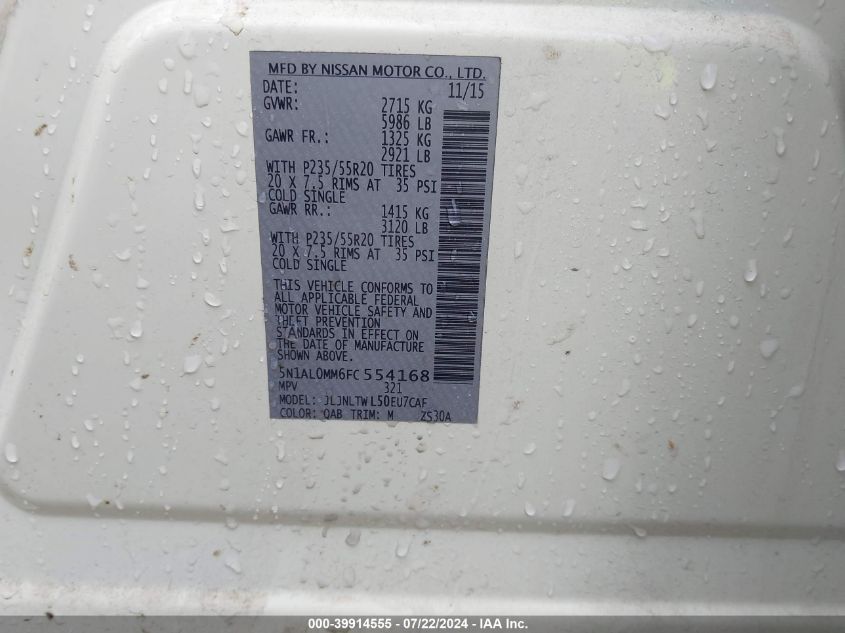 MFD BY NISSAN MOTOR CO., LTD.
DATE: 11/15
GVWR: 2715 KG
5986 LB
GAWR FR.: 1325 KG
2921 LB
WITH P235/55R20 TIRES
20 X 7.5 RIMS AT 35 PSI
COLD SINGLE
GAWR RR.: 1415 KG
3120 LB
WITH P235/55R20 TIRES
20 X 7.5 RIMS AT 35 PSI
COLD SINGLE
THIS VEHICLE CONFORMS TO
ALL APPLICABLE FEDERAL
MOTOR VEHICLE SAFETY AND
THEFT PREVENTION
STANDARDS IN EFFECT ON
THE DATE OF MANUFACTURE
SHOWN ABOVE.
5N1AL0MM6FC554168
MPV 321
MODEL: JLJNLTWL50EU7CAF
COLOR: QAB TRIM: M ZS30A
000-39914555 - 07/22/2024 - IAA Inc.